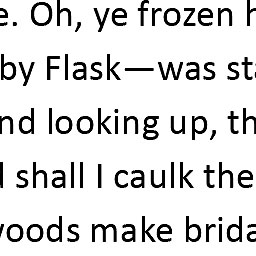 e. Oh, ye frozen h
by Flask—was sta
nd looking up, th
d shall I caulk the
woods make brida